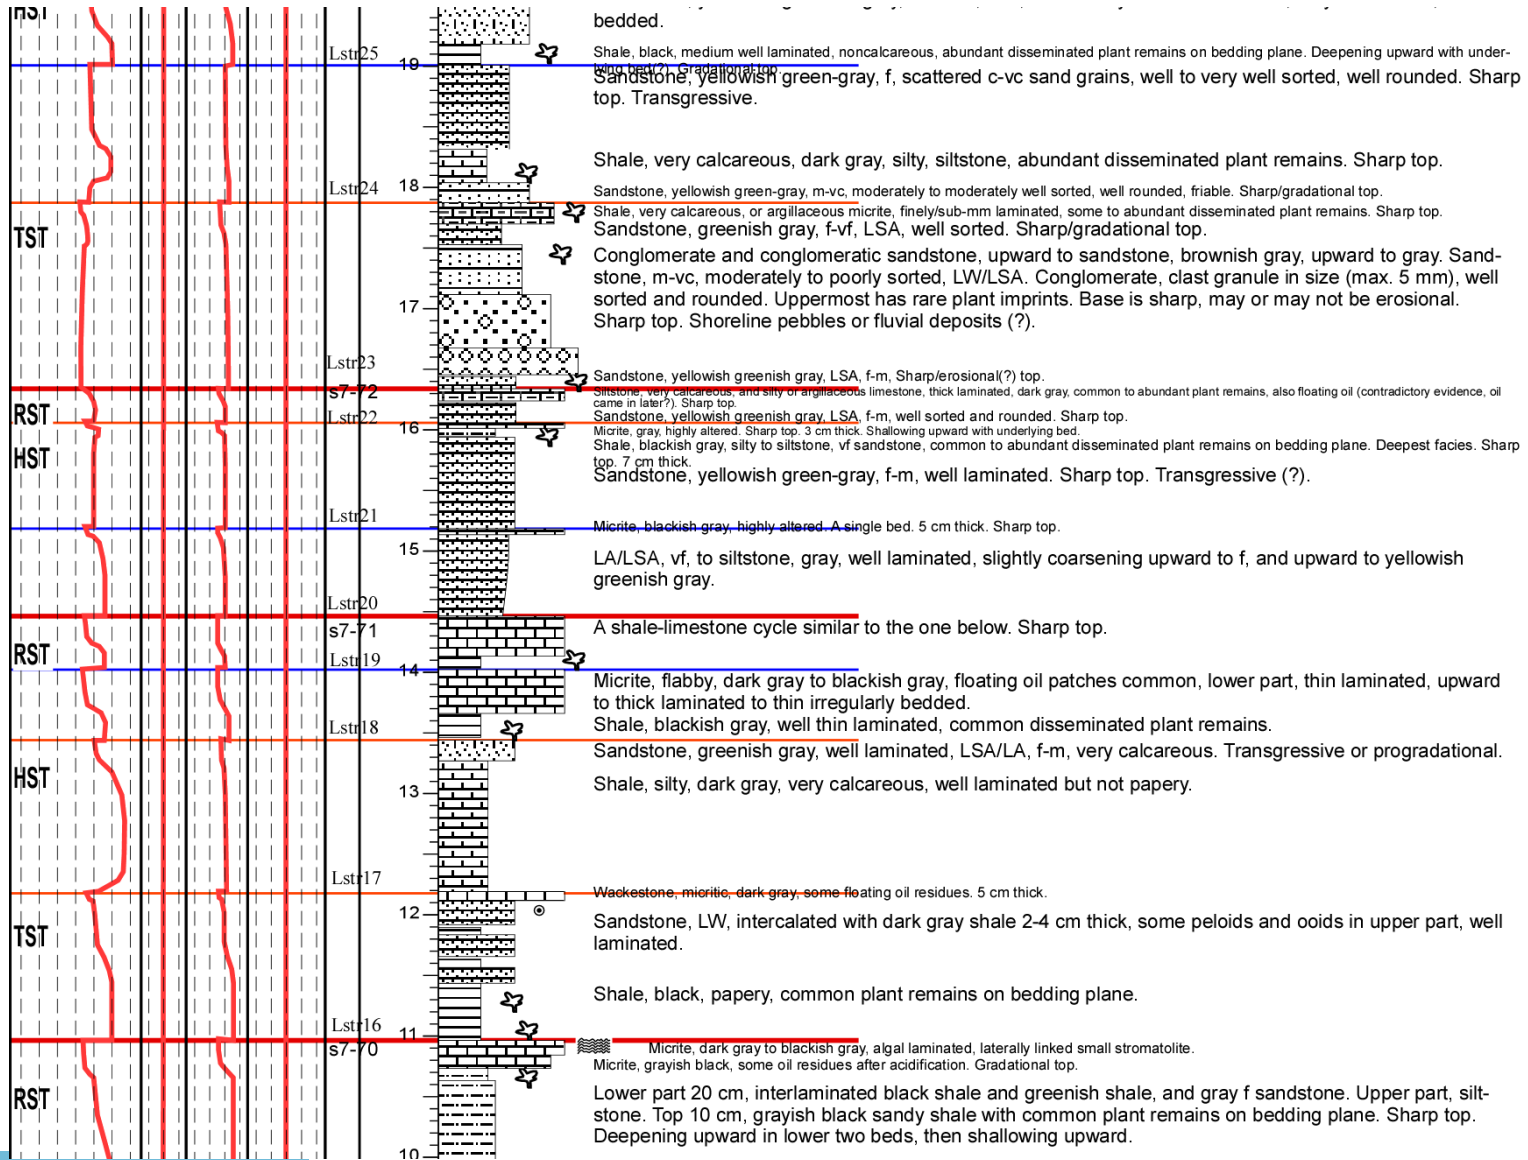 HST
bedded.
Lstr25
Shale, black, medium well laminated, noncalcareous, abundant disseminated plant remains on bedding plane. Deepening upward with under-
lying bed(?). Gradational top.
19
Sandstone, yellowish green-gray, f, scattered c-vc sand grains, well to very well sorted, well rounded. Sharp
top. Transgressive.
Shale, very calcareous, dark gray, silty, siltstone, abundant disseminated plant remains. Sharp top.
Lstr24
18
Sandstone, yellowish green-gray, m-vc, moderately to moderately well sorted, well rounded, friable. Sharp/gradational top.
Shale, very calcareous, or argillaceous micrite, finely/sub-mm laminated, some to abundant disseminated plant remains. Sharp top.
TST
Sandstone, greenish gray, f-vf, LSA, well sorted. Sharp/gradational top.
Conglomerate and conglomeratic sandstone, upward to sandstone, brownish gray, upward to gray. Sand-
stone, m-vc, moderately to poorly sorted, LW/LSA. Conglomerate, clast granule in size (max. 5 mm), well
sorted and rounded. Uppermost has rare plant imprints. Base is sharp, may or may not be erosional.
17
Sharp top. Shoreline pebbles or fluvial deposits (?).
Lstr23
Sandstone, yellowish greenish gray, LSA, f-m, Sharp/erosional(?) top.
s7-72
Siltstone, very calcareous, and silty or argillaceous limestone, thick laminated, dark gray, common to abundant plant remains, also floating oil (contradictory evidence, oil
came in later?). Sharp top.
RST
Lstr22
Sandstone, yellowish greenish gray, LSA, f-m, well sorted and rounded. Sharp top.
16
Micrite, gray, highly altered. Sharp top. 3 cm thick. Shallowing upward with underlying bed.
HST
Shale, blackish gray, silty to siltstone, vf sandstone, common to abundant disseminated plant remains on bedding plane. Deepest facies. Sharp
top. 7 cm thick.
Sandstone, yellowish green-gray, f-m, well laminated. Sharp top. Transgressive (?).
Lstr21
Micrite, blackish gray, highly altered. A single bed. 5 cm thick. Sharp top.
15
LA/LSA, vf, to siltstone, gray, well laminated, slightly coarsening upward to f, and upward to yellowish
greenish gray.
Lstr20
s7-71
A shale-limestone cycle similar to the one below. Sharp top.
RST
Lstr19
14
Micrite, flabby, dark gray to blackish gray, floating oil patches common, lower part, thin laminated, upward
to thick laminated to thin irregularly bedded.
Lstr18
Shale, blackish gray, well thin laminated, common disseminated plant remains.
Sandstone, greenish gray, well laminated, LSA/LA, f-m, very calcareous. Transgressive or progradational.
HST
13
Shale, silty, dark gray, very calcareous, well laminated but not papery.
Lstr17
Wackestone, micritic, dark gray, some floating oil residues. 5 cm thick.
12
Sandstone, LW, intercalated with dark gray shale 2-4 cm thick, some peloids and ooids in upper part, well
laminated.
TST
Shale, black, papery, common plant remains on bedding plane.
Lstr16
11
s7-70
Micrite, dark gray to blackish gray, algal laminated, laterally linked small stromatolite.
Micrite, grayish black, some oil residues after acidification. Gradational top.
RST
Lower part 20 cm, interlaminated black shale and greenish shale, and gray f sandstone. Upper part, silt-
stone. Top 10 cm, grayish black sandy shale with common plant remains on bedding plane. Sharp top.
Deepening upward in lower two beds, then shallowing upward.
10